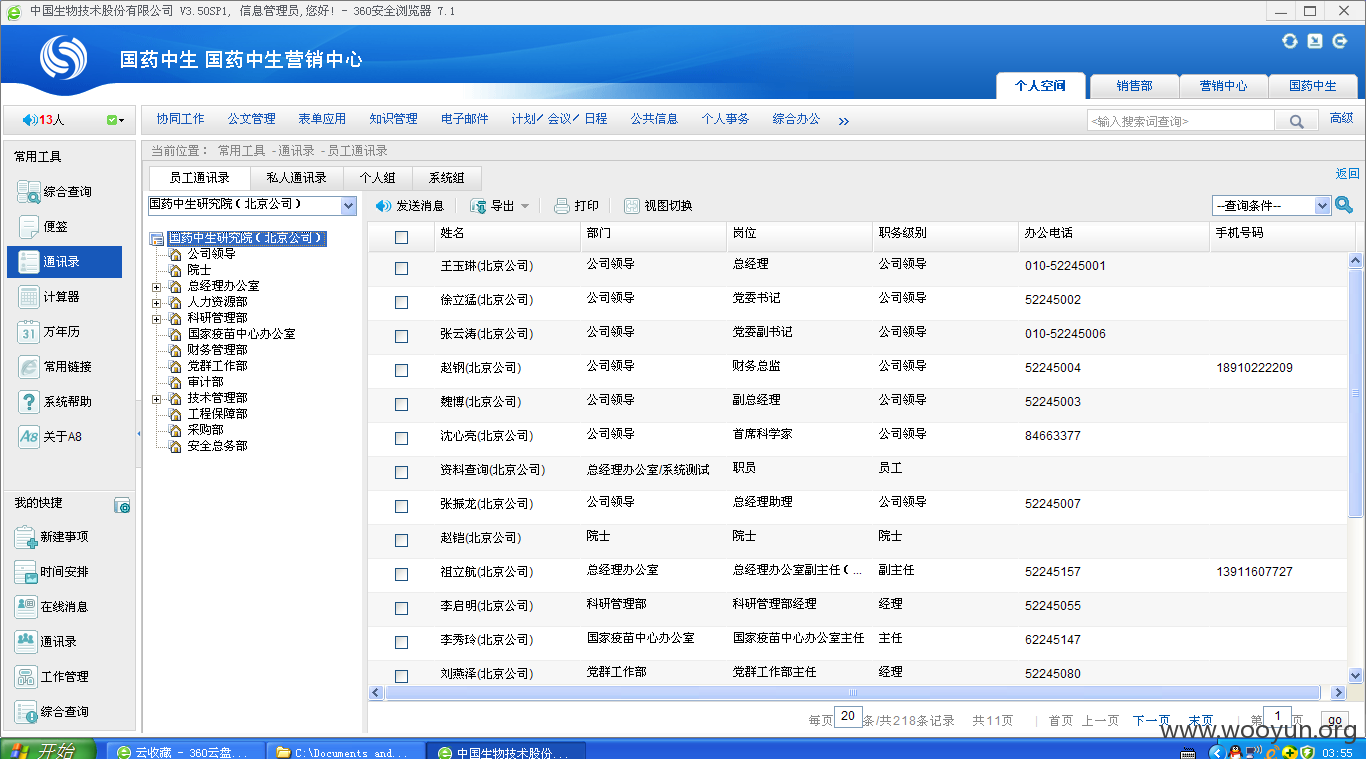 中国生物技术股份有限公司 V3.50SP1, 信息管理员,您好! - 360安全浏览器 7.1
国药中生 国药中生营销中心
个人空间 销售部 营销中心 国药中生
13人
协同工作 公文管理 表单应用 知识管理 电子邮件 计划/会议/日程 公共信息 个人事务 综合办公 »
<输入搜索词查询> 高级
常用工具
综合查询
便签
通讯录
计算器
31 万年历
常用链接
? 系统帮助
A8 关于A8
我的快捷
新建事项
时间安排
在线消息
通讯录
工作管理
综合查询
当前位置： 常用工具 - 通讯录 - 员工通讯录
员工通讯录 私人通讯录 个人组 系统组 返回
国药中生研究院（北京公司）
国药中生研究院（北京公司）
公司领导
院士
总经理办公室
人力资源部
科研管理部
国家疫苗中心办公室
财务管理部
党群工作部
审计部
技术管理部
工程保障部
采购部
安全总务部
发送消息 导出 打印 视图切换 --查询条件--
姓名 部门 岗位 职务级别 办公电话 手机号码
王玉琳(北京公司) 公司领导 总经理 公司领导 010-52245001
徐立猛(北京公司) 公司领导 党委书记 公司领导 52245002
张云涛(北京公司) 公司领导 党委副书记 公司领导 010-52245006
赵钢(北京公司) 公司领导 财务总监 公司领导 52245004 18910222209
魏博(北京公司) 公司领导 副总经理 公司领导 52245003
沈心亮(北京公司) 公司领导 首席科学家 公司领导 84663377
资料查询(北京公司) 总经理办公室/系统测试 职员 员工
张振龙(北京公司) 公司领导 总经理助理 公司领导 52245007
赵铠(北京公司) 院士 院士 院士
祖立航(北京公司) 总经理办公室 总经理办公室副主任（... 副主任 52245157 13911607727
李启明(北京公司) 科研管理部 科研管理部经理 经理 52245055
李秀玲(北京公司) 国家疫苗中心办公室 国家疫苗中心办公室主任 主任 62245147
刘燕泽(北京公司) 党群工作部 党群工作部主任 经理 52245080
每页 20 条/共218条记录 共11页 | 首页 上一页 下一页 末页 | 第 1 页 go
www.wooyun.org
开始 云收藏 - 360云盘... C:\Documents and... 中国生物技术股份... 03:55